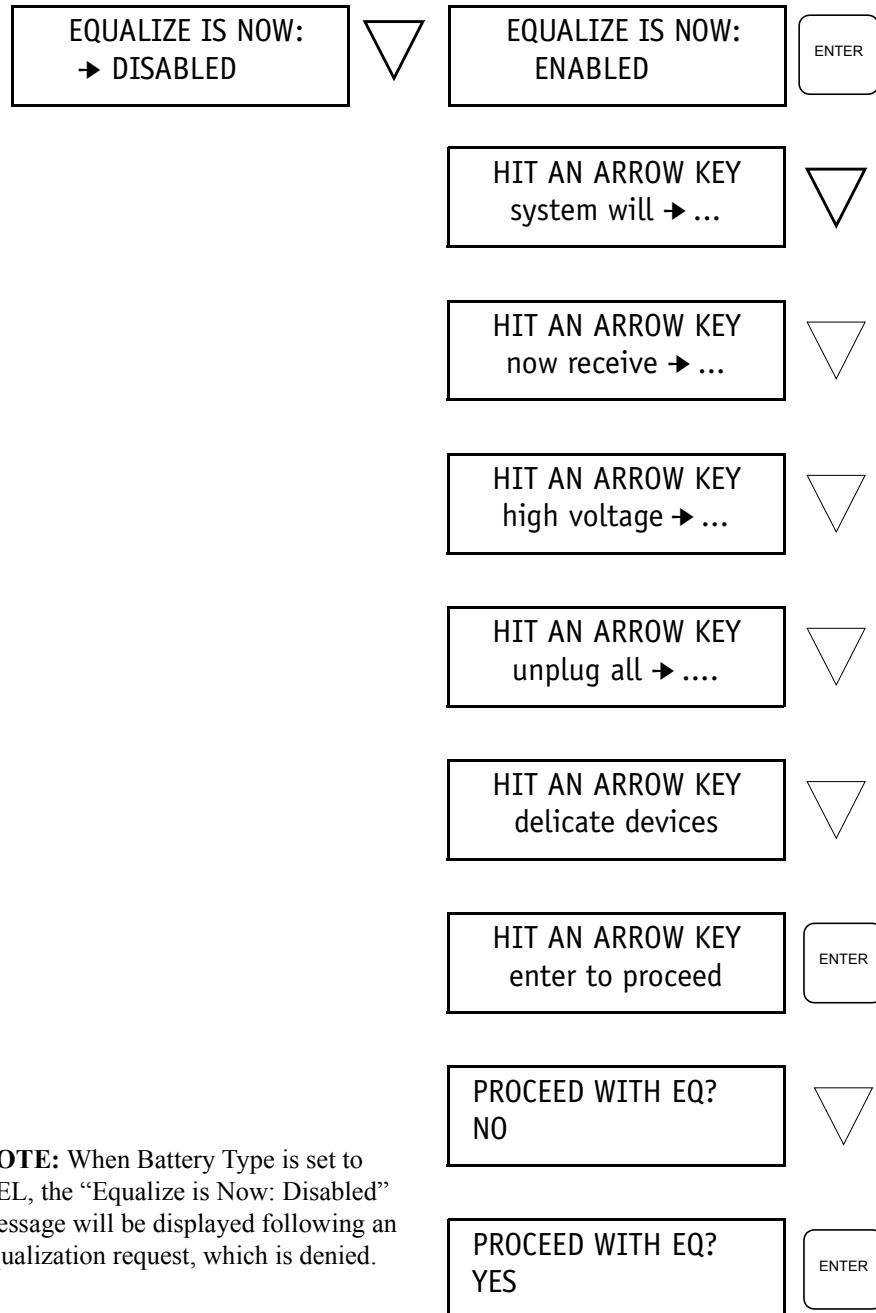 EQUALIZE IS NOW:
→ DISABLED
EQUALIZE IS NOW:
ENABLED
ENTER
HIT AN ARROW KEY
system will → ...
HIT AN ARROW KEY
now receive → ...
HIT AN ARROW KEY
high voltage → ...
HIT AN ARROW KEY
unplug all → ....
HIT AN ARROW KEY
delicate devices
HIT AN ARROW KEY
enter to proceed
ENTER
PROCEED WITH EQ?
NO
OTE: When Battery Type is set to
EL, the “Equalize is Now: Disabled”
essage will be displayed following an
ualization request, which is denied.
PROCEED WITH EQ?
YES
ENTER